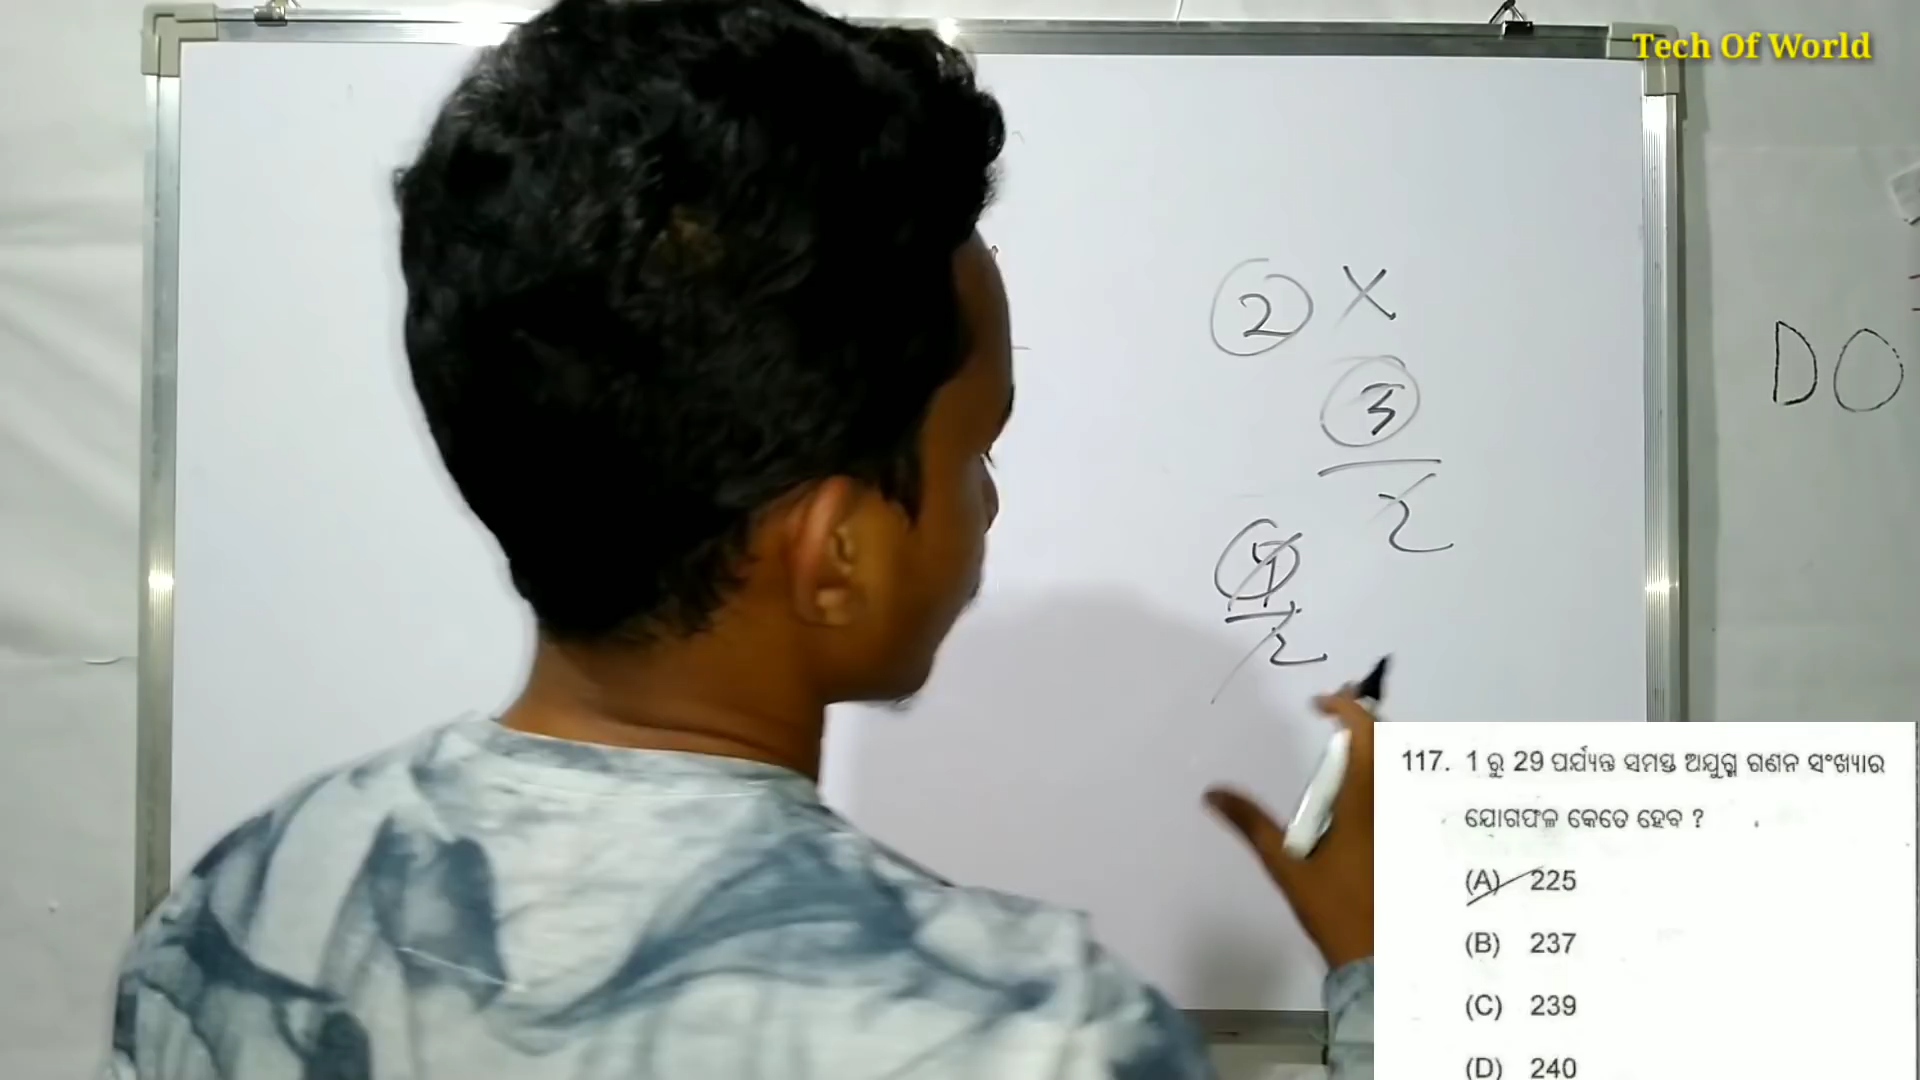 Tech Of World
2 X
3
2
2
DO
117. 1 ରୁ 29 ପର୍ଯ୍ୟନ୍ତ ସମସ୍ତ ଅଯୁଗ୍ମ ଗଣନ ସଂଖ୍ୟାର
ଯୋଗଫଳ କେତେ ହେବ ?
(A) 225
(B) 237
(C) 239
(D) 240